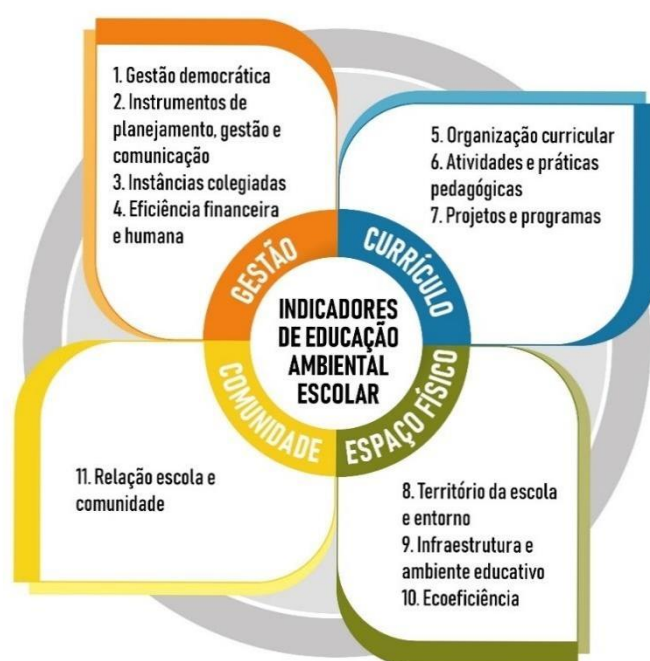 1. Gestão democrática
2. Instrumentos de
planejamento, gestão e
comunicação
3. Instâncias colegiadas
4. Eficiência financeira
e humana
5. Organização curricular
6. Atividades e práticas
pedagógicas
7. Projetos e programas
GESTÃO
CURRÍCULO
INDICADORES
DE EDUCAÇÃO
AMBIENTAL
ESCOLAR
COMUNIDADE
ESPAÇO FÍSICO
11. Relação escola e
comunidade
8. Território da escola
e entorno
9. Infraestrutura e
ambiente educativo
10. Ecoeficiência